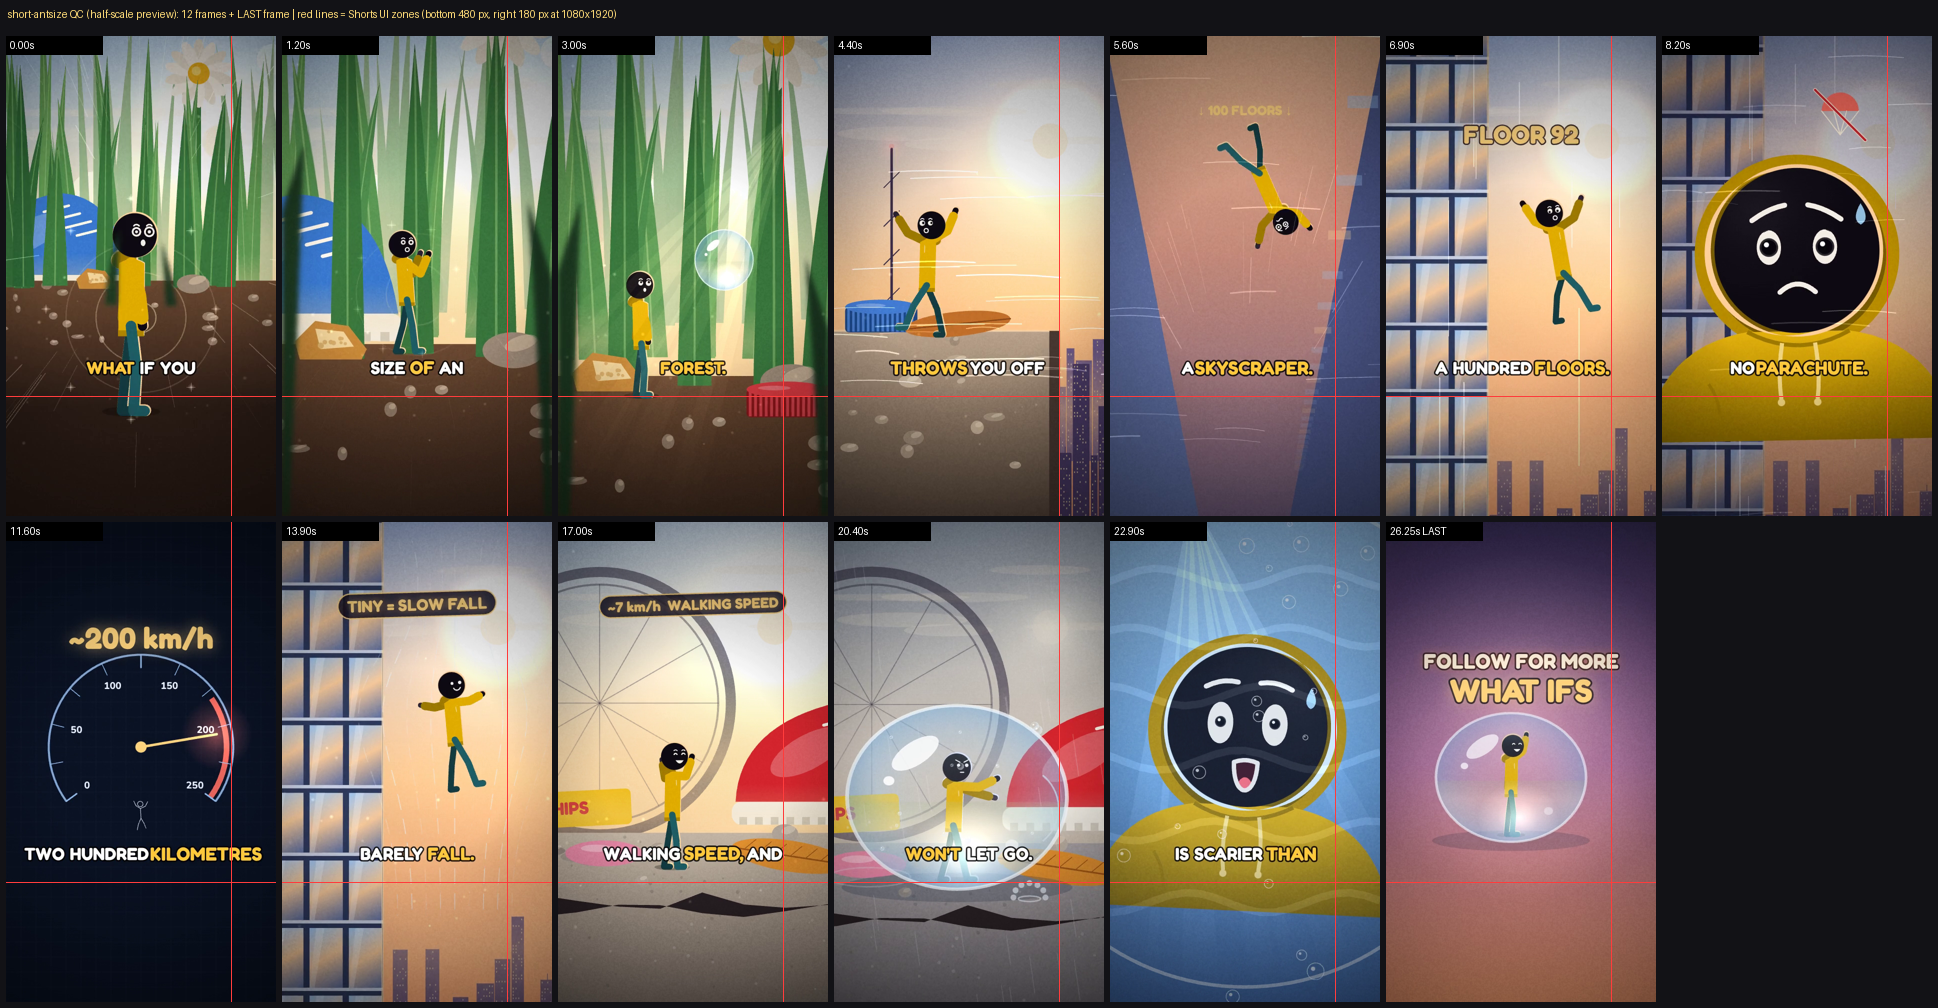 short-antsize QC (half-scale preview): 12 frames + LAST frame | red lines = Shorts UI zones (bottom 480 px, right 180 px at 1080x1920)
0.00s
WHAT IF YOU
1.20s
SIZE OF AN
3.00s
FOREST.
4.40s
THROWS YOU OFF
5.60s
↓ 100 FLOORS ↓
A SKYSCRAPER.
6.90s
FLOOR 92
A HUNDRED FLOORS.
8.20s
NO PARACHUTE.
11.60s
~200 km/h
0
50
100
150
200
250
TWO HUNDRED KILOMETRES
13.90s
TINY = SLOW FALL
BARELY FALL.
17.00s
~7 km/h WALKING SPEED
HIPS
WALKING SPEED, AND
20.40s
PS
WON'T LET GO.
22.90s
IS SCARIER THAN
26.25s LAST
FOLLOW FOR MORE
WHAT IFS